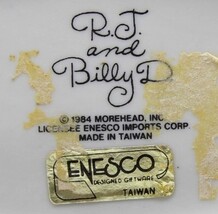 R.J.
and
Billy D
© 1984 MOREHEAD, INC.
LICENSEE ENESCO IMPORTS CORP.
MADE IN TAIWAN
ENESCO
DESIGNED GIFTWARE
TAIWAN